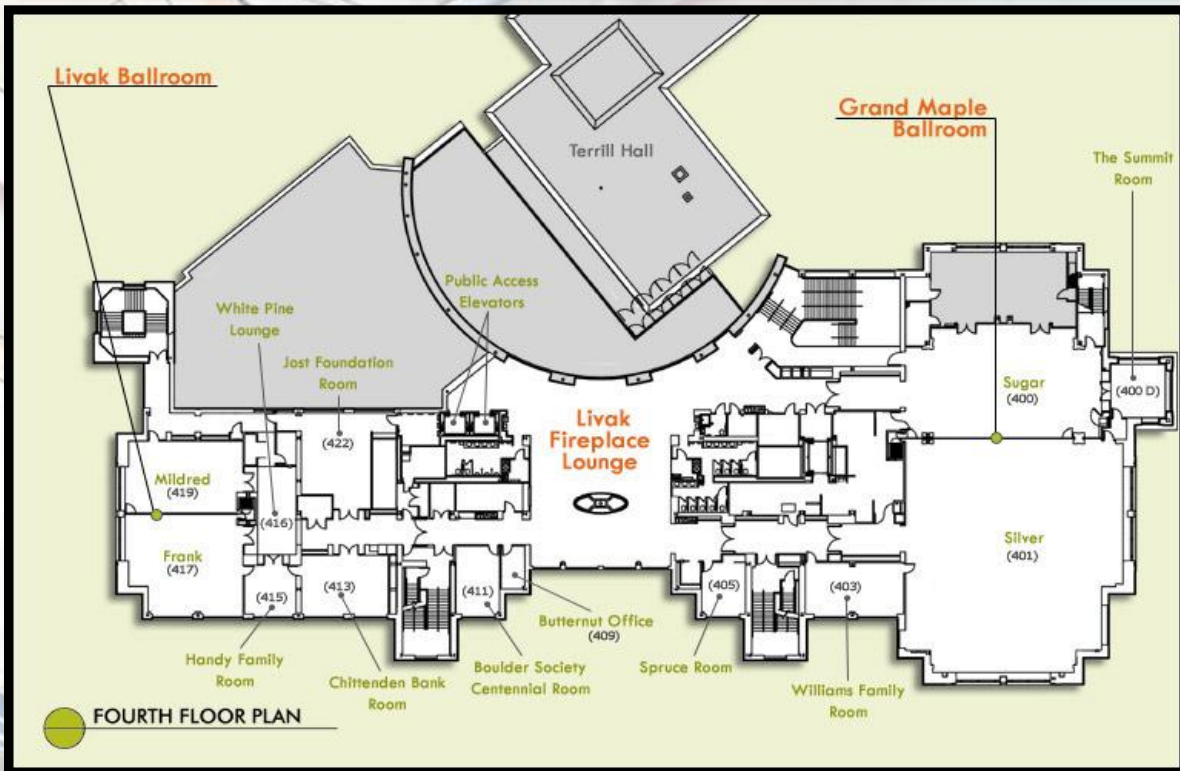 Livak Ballroom
Grand Maple
Ballroom
Terrill Hall
The Summit
Room
Public Access
Elevators
White Pine
Lounge
Jost Foundation
Room
Sugar
(400)
(400 D)
Livak
Fireplace
Lounge
(422)
Mildred
(419)
(416)
Frank
(417)
Silver
(401)
(415)
(413)
(411)
(405)
(403)
Butternut Office
(409)
Handy Family
Room
Chittenden Bank
Room
Boulder Society
Centennial Room
Spruce Room
Williams Family
Room
FOURTH FLOOR PLAN